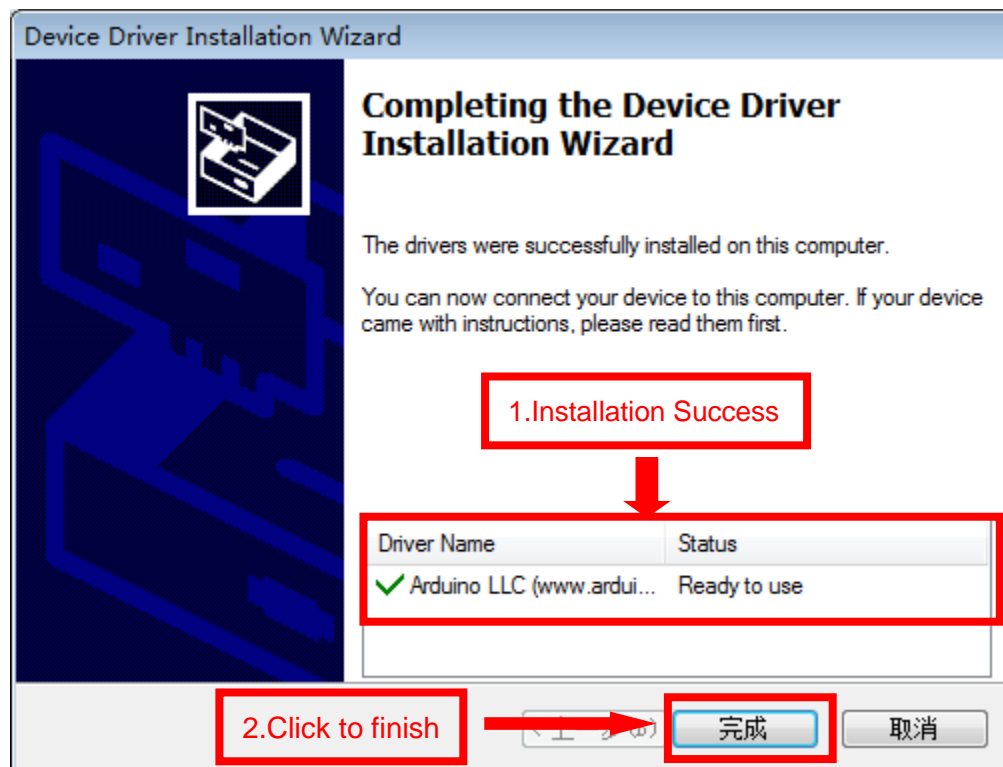 Device Driver Installation Wizard
Completing the Device Driver
Installation Wizard
The drivers were successfully installed on this computer.
You can now connect your device to this computer. If your device
came with instructions, please read them first.
1.Installation Success
Driver Name Status
Arduino LLC (www.ardui... Ready to use
2.Click to finish
完成
取消